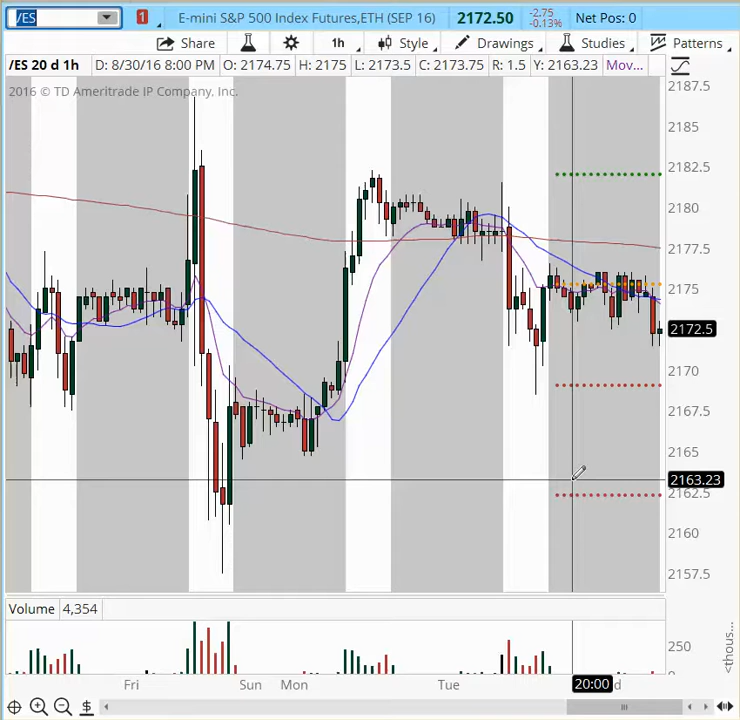 /ES 1 E-mini S&P 500 Index Futures,ETH (SEP 16) 2172.50 -2.75 -0.13% Net Pos: 0
Share 1h Style Drawings Studies Patterns
/ES 20 d 1h D: 8/30/16 8:00 PM O: 2174.75 H: 2175 L: 2173.5 C: 2173.75 R: 1.5 Y: 2163.23 Mov...
2016 © TD Ameritrade IP Company, Inc.
2187.5
2185
2182.5
2180
2177.5
2175
2172.5
2170
2167.5
2165
2163.23
2162.5
2160
2157.5
Volume 4,354
250
<thous...
Fri Sun Mon Tue 20:00
$